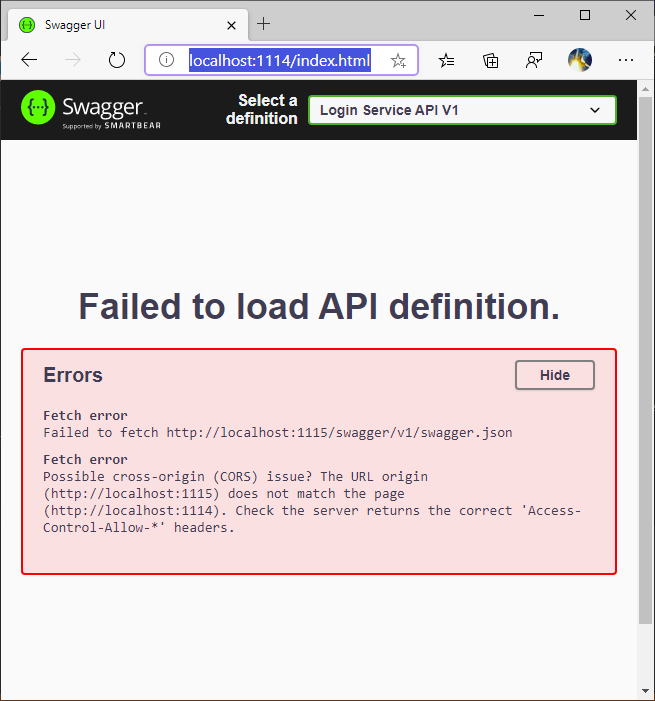 Swagger UI
localhost:1114/index.html
Swagger
Supported by SMARTBEAR
Select a
definition
Login Service API V1
Failed to load API definition.
Errors
Hide
Fetch error
Failed to fetch http://localhost:1115/swagger/v1/swagger.json
Fetch error
Possible cross-origin (CORS) issue? The URL origin
(http://localhost:1115) does not match the page
(http://localhost:1114). Check the server returns the correct 'Access-
Control-Allow-*' headers.